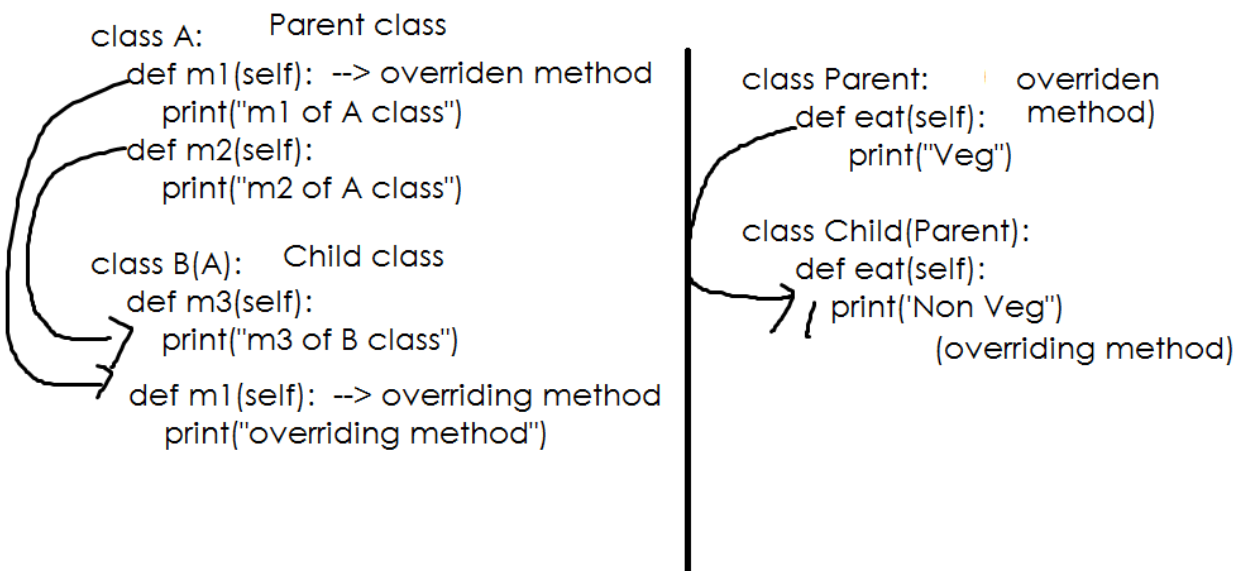 class A: Parent class
def m1(self): --> overriden method
print("m1 of A class")
def m2(self):
print("m2 of A class")
class B(A): Child class
def m3(self):
print("m3 of B class")
def m1(self): --> overriding method
print("overriding method")
class Parent: ( overriden
def eat(self): method)
print("Veg")
class Child(Parent):
def eat(self):
print('Non Veg")
(overriding method)